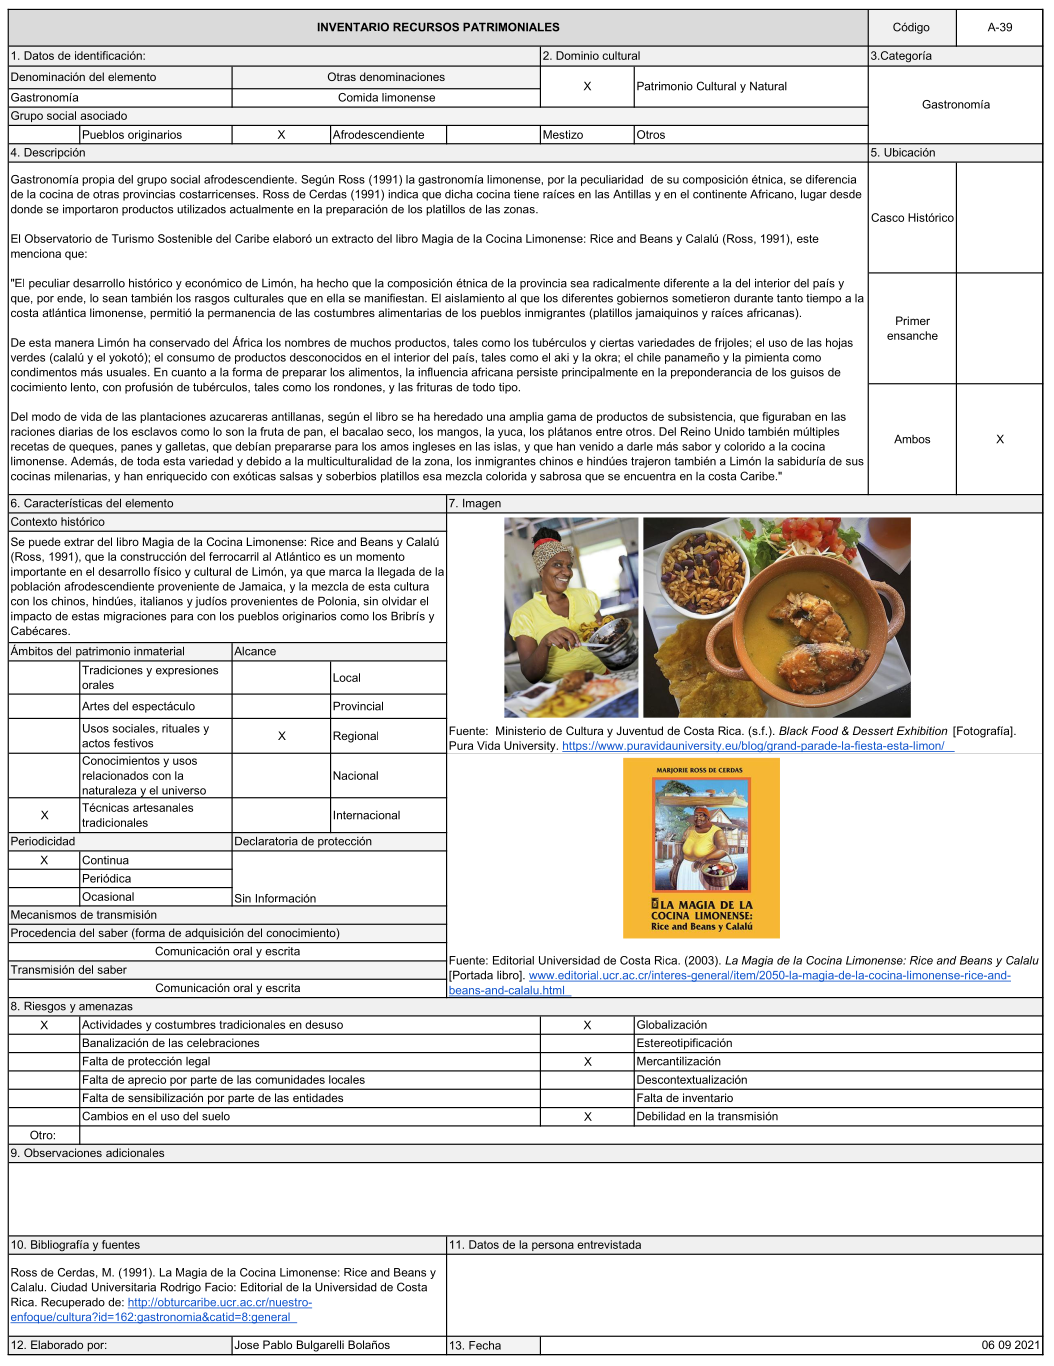 INVENTARIO RECURSOS PATRIMONIALES
Código
A-39
1. Datos de identificación:
2. Dominio cultural
3.Categoría
Denominación del elemento
Otras denominaciones
X
Patrimonio Cultural y Natural
Gastronomía
Gastronomía
Comida limonense
Grupo social asociado
Pueblos originarios
X
Afrodescendiente
Mestizo
Otros
4. Descripción
5. Ubicación
Gastronomía propia del grupo social afrodescendiente. Según Ross (1991) la gastronomía limonense, por la peculiaridad de su composición étnica, se diferencia
de la cocina de otras provincias costarricenses. Ross de Cerdas (1991) indica que dicha cocina tiene raíces en las Antillas y en el continente Africano, lugar desde
donde se importaron productos utilizados actualmente en la preparación de los platillos de las zonas.
El Observatorio de Turismo Sostenible del Caribe elaboró un extracto del libro Magia de la Cocina Limonense: Rice and Beans y Calalú (Ross, 1991), este
menciona que:
"El peculiar desarrollo histórico y económico de Limón, ha hecho que la composición étnica de la provincia sea radicalmente diferente a la del interior del país y
que, por ende, lo sean también los rasgos culturales que en ella se manifiestan. El aislamiento al que los diferentes gobiernos sometieron durante tanto tiempo a la
costa atlántica limonense, permitió la permanencia de las costumbres alimentarias de los pueblos inmigrantes (platillos jamaiquinos y raíces africanas).
De esta manera Limón ha conservado del África los nombres de muchos productos, tales como los tubérculos y ciertas variedades de frijoles; el uso de las hojas
verdes (calalú y el yokotó); el consumo de productos desconocidos en el interior del país, tales como el aki y la okra; el chile panameño y la pimienta como
condimentos más usuales. En cuanto a la forma de preparar los alimentos, la influencia africana persiste principalmente en la preponderancia de los guisos de
cocimiento lento, con profusión de tubérculos, tales como los rondones, y las frituras de todo tipo.
Del modo de vida de las plantaciones azucareras antillanas, según el libro se ha heredado una amplia gama de productos de subsistencia, que figuraban en las
raciones diarias de los esclavos como lo son la fruta de pan, el bacalao seco, los mangos, la yuca, los plátanos entre otros. Del Reino Unido también múltiples
recetas de queques, panes y galletas, que debían prepararse para los amos ingleses en las islas, y que han venido a darle más sabor y colorido a la cocina
limonense. Además, de toda esta variedad y debido a la multiculturalidad de la zona, los inmigrantes chinos e hindúes trajeron también a Limón la sabiduría de sus
cocinas milenarias, y han enriquecido con exóticas salsas y soberbios platillos esa mezcla colorida y sabrosa que se encuentra en la costa Caribe."
Casco Histórico
Primer
ensanche
Ambos
X
6. Características del elemento
7. Imagen
Contexto histórico
Se puede extrar del libro Magia de la Cocina Limonense: Rice and Beans y Calalú
(Ross, 1991), que la construcción del ferrocarril al Atlántico es un momento
importante en el desarrollo físico y cultural de Limón, ya que marca la llegada de la
población afrodescendiente proveniente de Jamaica, y la mezcla de esta cultura
con los chinos, hindúes, italianos y judíos provenientes de Polonia, sin olvidar el
impacto de estas migraciones para con los pueblos originarios como los Bribrís y
Cabécares.
Ámbitos del patrimonio inmaterial
Alcance
Tradiciones y expresiones
orales
Local
Artes del espectáculo
Provincial
Usos sociales, rituales y
actos festivos
X
Regional
Conocimientos y usos
relacionados con la
naturaleza y el universo
Nacional
X
Técnicas artesanales
tradicionales
Internacional
Periodicidad
Declaratoria de protección
X
Continua
Periódica
Ocasional
Sin Información
Mecanismos de transmisión
Procedencia del saber (forma de adquisición del conocimiento)
Comunicación oral y escrita
Transmisión del saber
Comunicación oral y escrita
Fuente: Ministerio de Cultura y Juventud de Costa Rica. (s.f.). Black Food & Dessert Exhibition [Fotografía].
Pura Vida University. https://www.puravidauniversity.eu/blog/grand-parade-la-fiesta-esta-limon/
MARJORIE ROSS DE CERDAS
LA MAGIA DE LA
COCINA LIMONENSE:
Rice and Beans y Calalú
Fuente: Editorial Universidad de Costa Rica. (2003). La Magia de la Cocina Limonense: Rice and Beans y Calalu
[Portada libro]. www.editorial.ucr.ac.cr/interes-general/item/2050-la-magia-de-la-cocina-limonense-rice-and-
beans-and-calalu.html
8. Riesgos y amenazas
X
Actividades y costumbres tradicionales en desuso
X
Globalización
Banalización de las celebraciones
Estereotipificación
Falta de protección legal
X
Mercantilización
Falta de aprecio por parte de las comunidades locales
Descontextualización
Falta de sensibilización por parte de las entidades
Falta de inventario
Cambios en el uso del suelo
X
Debilidad en la transmisión
Otro:
9. Observaciones adicionales
10. Bibliografía y fuentes
11. Datos de la persona entrevistada
Ross de Cerdas, M. (1991). La Magia de la Cocina Limonense: Rice and Beans y
Calalu. Ciudad Universitaria Rodrigo Facio: Editorial de la Universidad de Costa
Rica. Recuperado de: http://obturcaribe.ucr.ac.cr/nuestro-
enfoque/cultura?id=162:gastronomia&catid=8:general
12. Elaborado por:
Jose Pablo Bulgarelli Bolaños
13. Fecha
06 09 2021